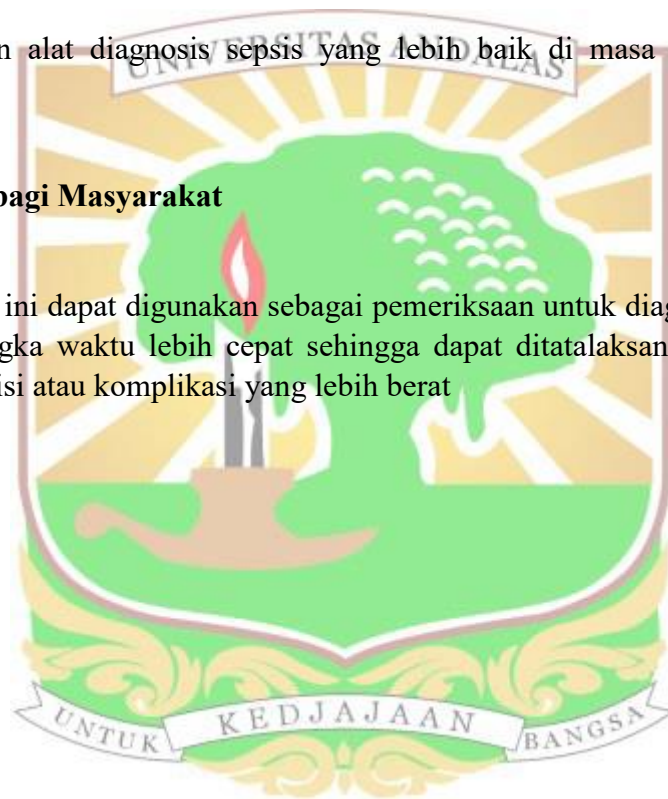 n alat diagnosis sepsis yang lebih baik di masa
UNIVERSITAS ANDALAS
bagi Masyarakat
ini dapat digunakan sebagai pemeriksaan untuk diag
gka waktu lebih cepat sehingga dapat ditatalaksan
isi atau komplikasi yang lebih berat
UNTUK KEDJAJAAN BANGSA